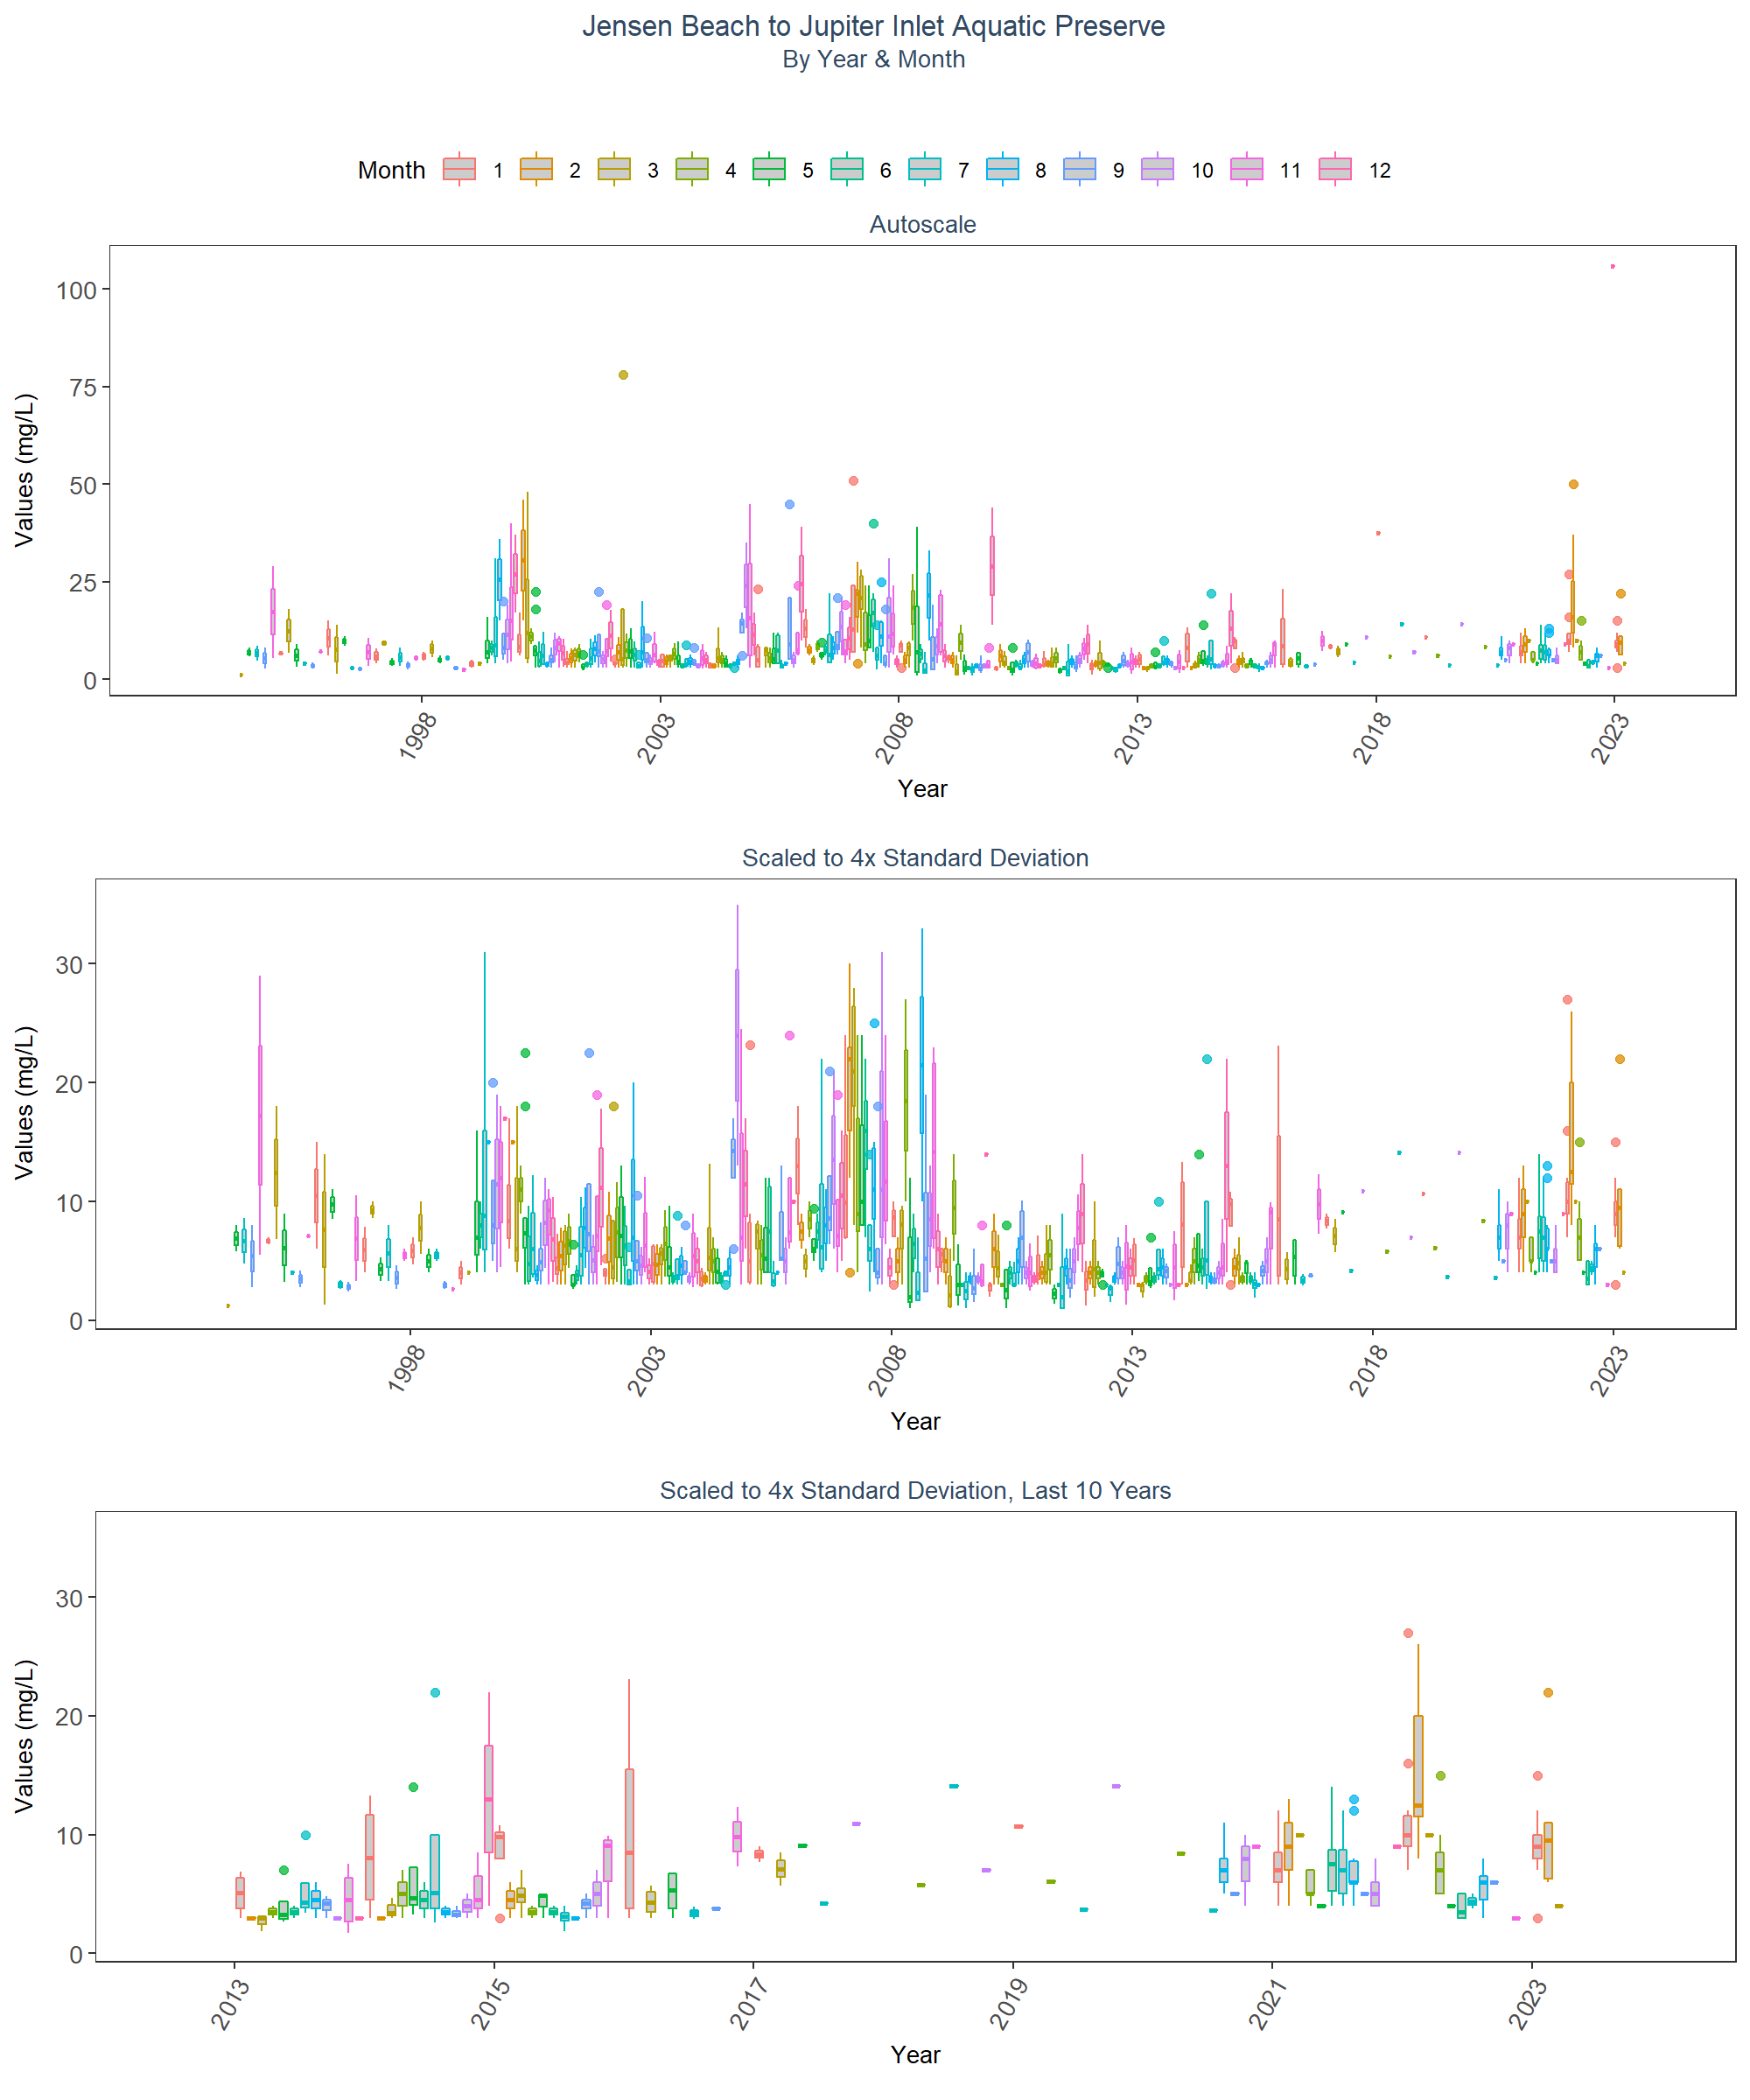 Jensen Beach to Jupiter Inlet Aquatic Preserve
By Year & Month
Month 1 2 3 4 5 6 7 8 9 10 11 12
Autoscale
Values (mg/L)
100
75
50
25
0
1998 2003 2008 2013 2018 2023
Year
Scaled to 4x Standard Deviation
Values (mg/L)
30
20
10
0
1998 2003 2008 2013 2018 2023
Year
Scaled to 4x Standard Deviation, Last 10 Years
Values (mg/L)
30
20
10
0
2013 2015 2017 2019 2021 2023
Year